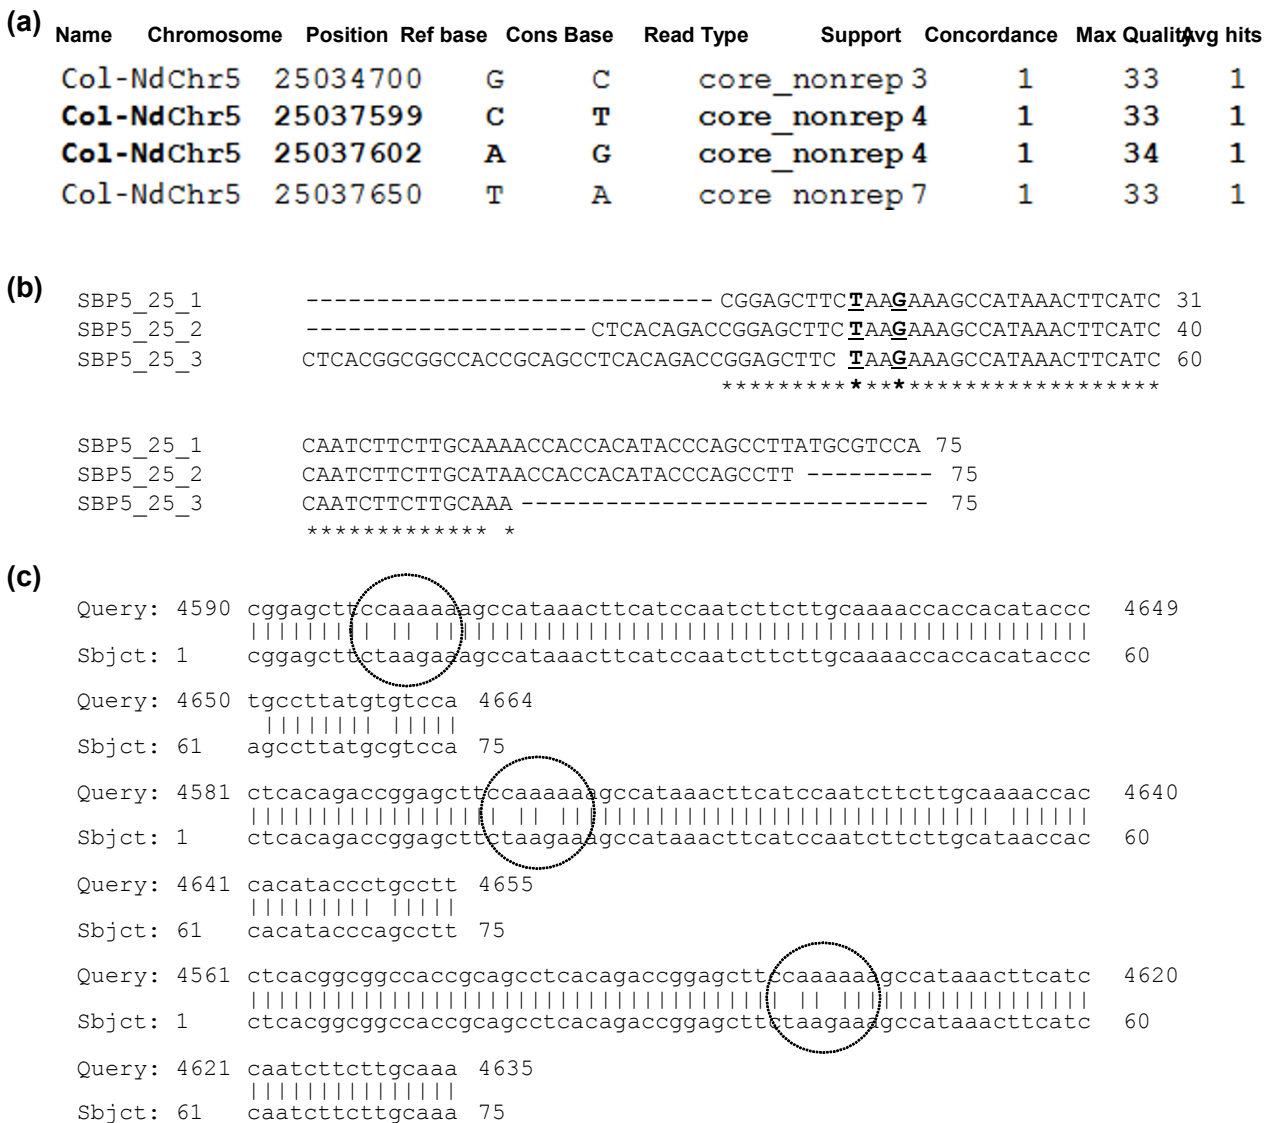 (a)
Name Chromosome Position Ref base Cons Base Read Type Support Concordance Max Quality Avg hits
Col-NdChr5 25034700 G C core_nonrep 3 1 33 1
Col-NdChr5 25037599 C T core_nonrep 4 1 33 1
Col-NdChr5 25037602 A G core_nonrep 4 1 34 1
Col-NdChr5 25037650 T A core nonrep 7 1 33 1
(b)
SBP5_25_1 ----------------------------- CGGAGCTTCTAAGAAAGCCATAAACTTCATC 31
SBP5_25_2 --------------------CTCACAGACCGGAGCTTCTAAGAAAGCCATAAACTTCATC 40
SBP5_25_3 CTCACGGCGGCCACCGCAGCCTCACAGACCGGAGCTTC TAAGAAAGCCATAAACTTCATC 60
*******************************
SBP5_25_1 CAATCTTCTTGCAAAACCACCACATACCCAGCCTTATGCGTCCA 75
SBP5_25_2 CAATCTTCTTGCATAACCACCACATACCCAGCCTT --------- 75
SBP5_25_3 CAATCTTCTTGCAAA ----------------------------- 75
************* *
(c)
Query: 4590 cggagcttccaaaaaagccataaacttcatccaatcttcttgcaaaaccaccacataccc 4649
|||||||| | || |||||||||||||||||||||||||||||||||||||||||||||||
Sbjct: 1 cggagcttctaagaaagccataaacttcatccaatcttcttgcaaaaccaccacataccc 60
Query: 4650 tgccttatgtgtcca 4664
|||||||| |||||
Sbjct: 61 agccttatgcgtcca 75
Query: 4581 ctcacagaccggagcttccaaaaaagccataaacttcatccaatcttcttgcaaaaccac 4640
|||||||||||||||||| || ||||||||||||||||||||||||||||||| ||||||
Sbjct: 1 ctcacagaccggagcttctaagaaagccataaacttcatccaatcttcttgcataaccac 60
Query: 4641 cacataccctgcctt 4655
||||||||| |||||
Sbjct: 61 cacatacccagcctt 75
Query: 4561 ctcacggcggccaccgcagcctcacagaccggagcttccaaaaaagccataaacttcatc 4620
|||||||||||||||||||||||||||||||||||||| || ||||||||||||||||||
Sbjct: 1 ctcacggcggccaccgcagcctcacagaccggagcttctaagaaagccataaacttcatc 60
Query: 4621 caatcttcttgcaaa 4635
|||||||||||||||
Sbjct: 61 caatcttcttgcaaa 75